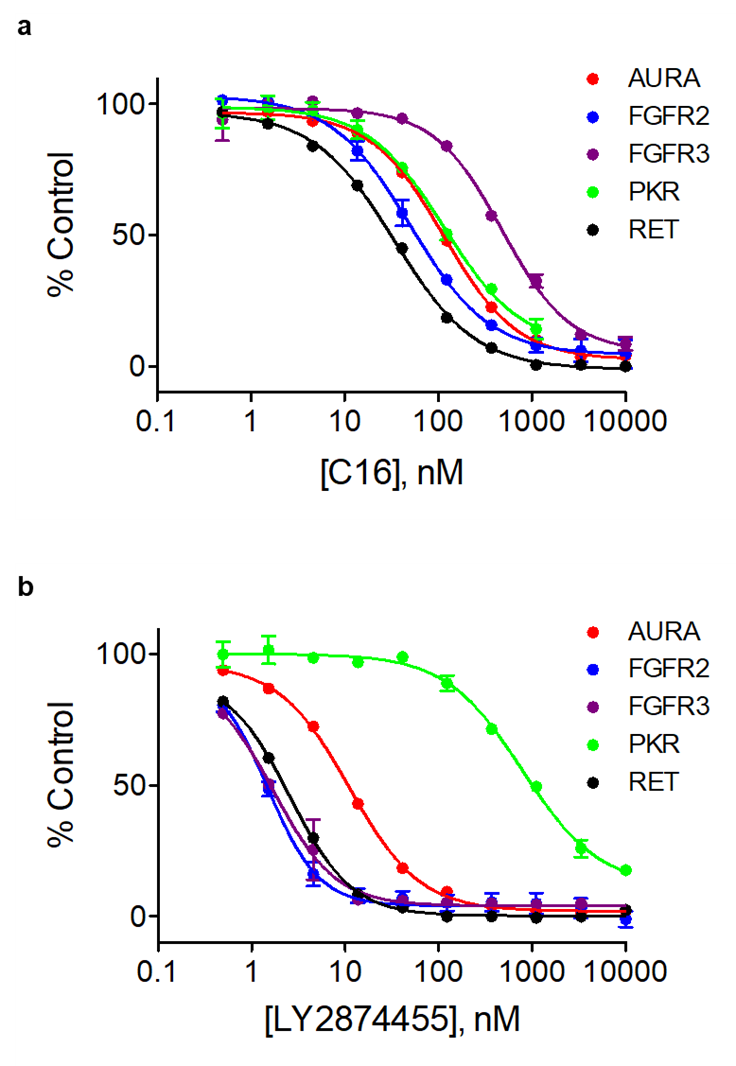 a
% Control
100
50
0
0.1 1 10 100 1000 10000
[C16], nM
AURA
FGFR2
FGFR3
PKR
RET
b
% Control
100
50
0
0.1 1 10 100 1000 10000
[LY2874455], nM
AURA
FGFR2
FGFR3
PKR
RET